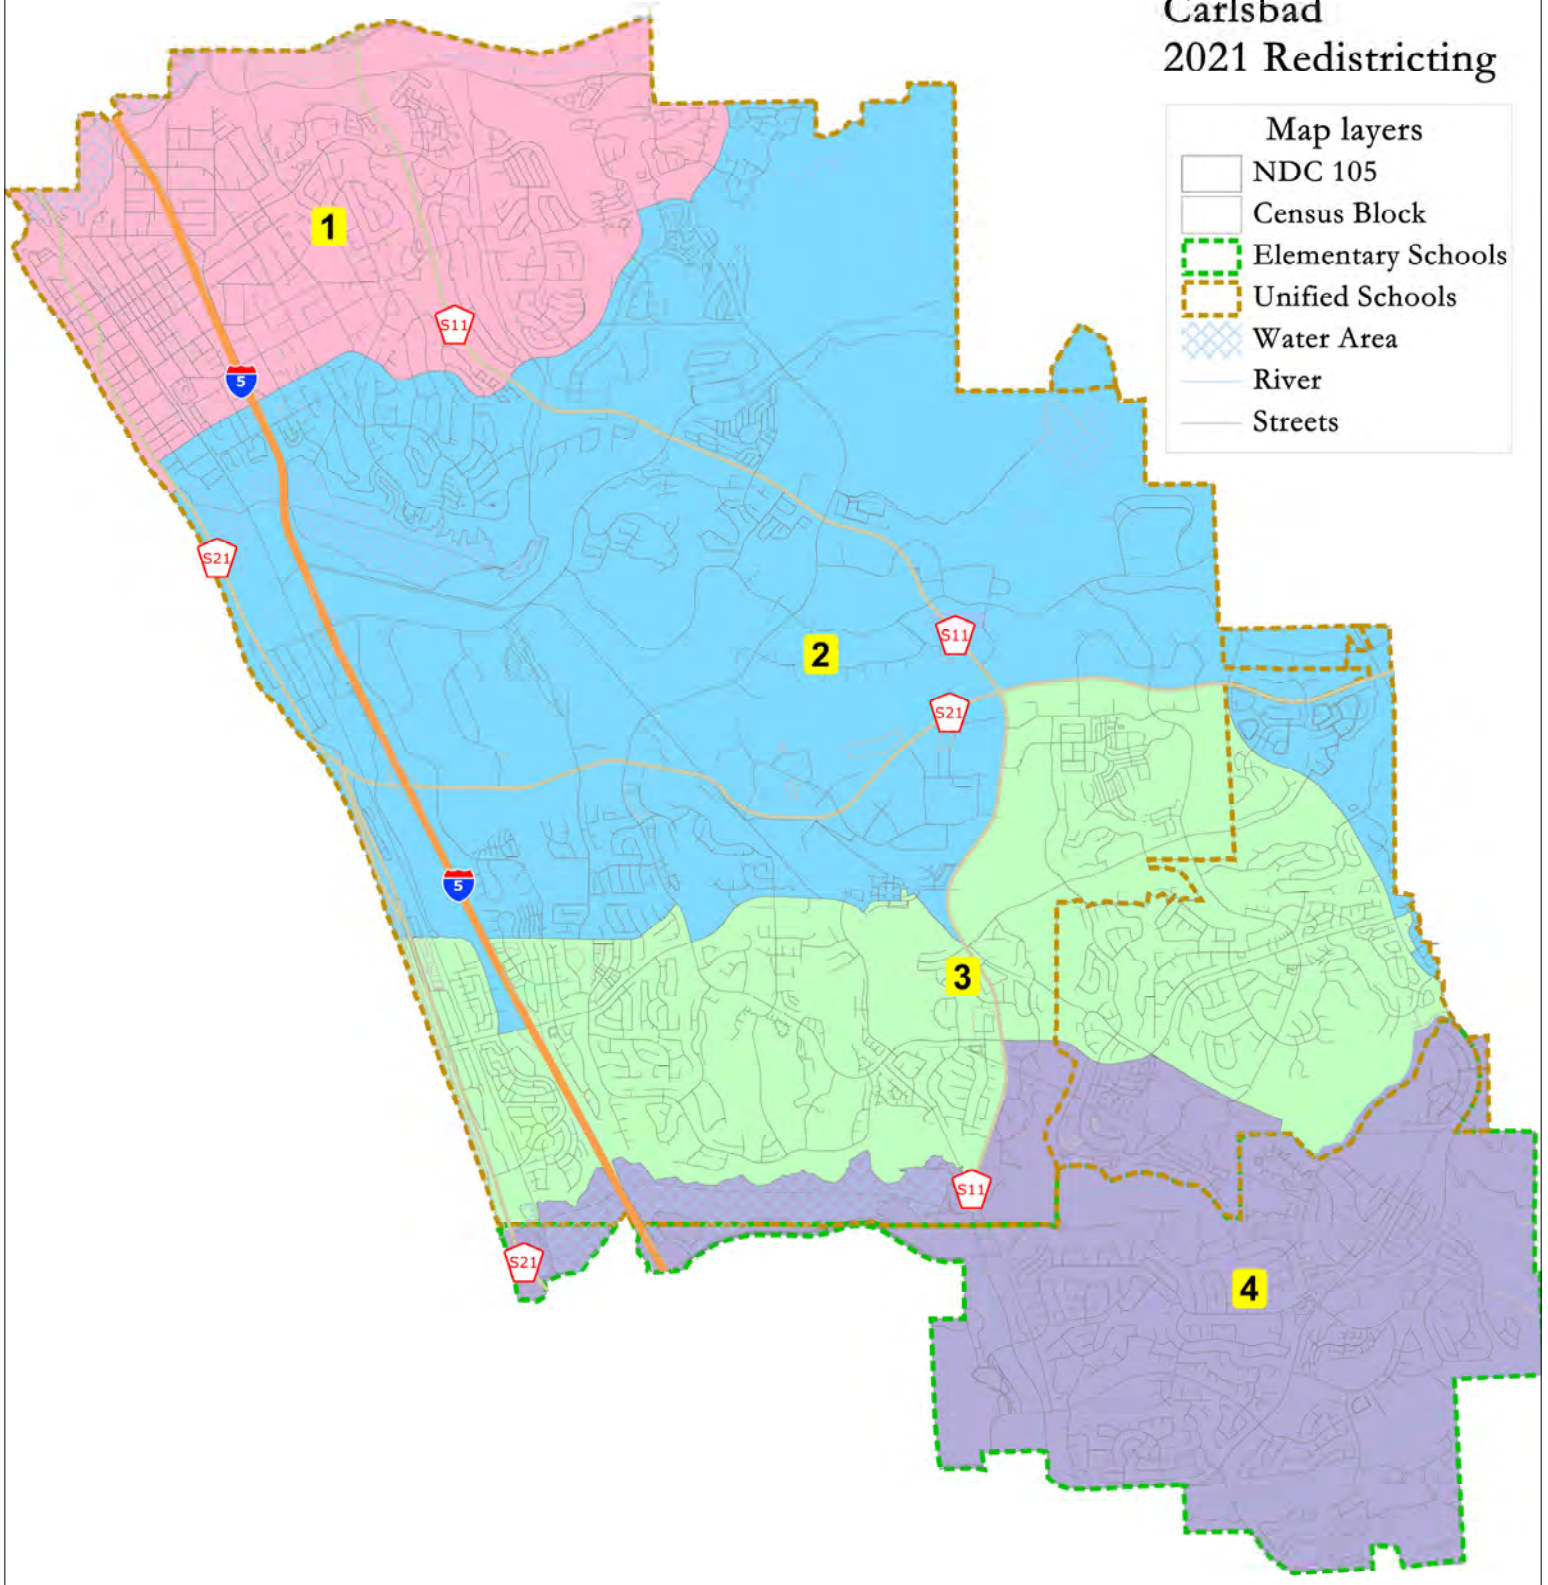 Carlsbad
2021 Redistricting
Map layers
NDC 105
Census Block
Elementary Schools
Unified Schools
Water Area
River
Streets
1
S11
5
S21
2
S11
S21
5
3
S11
S21
4